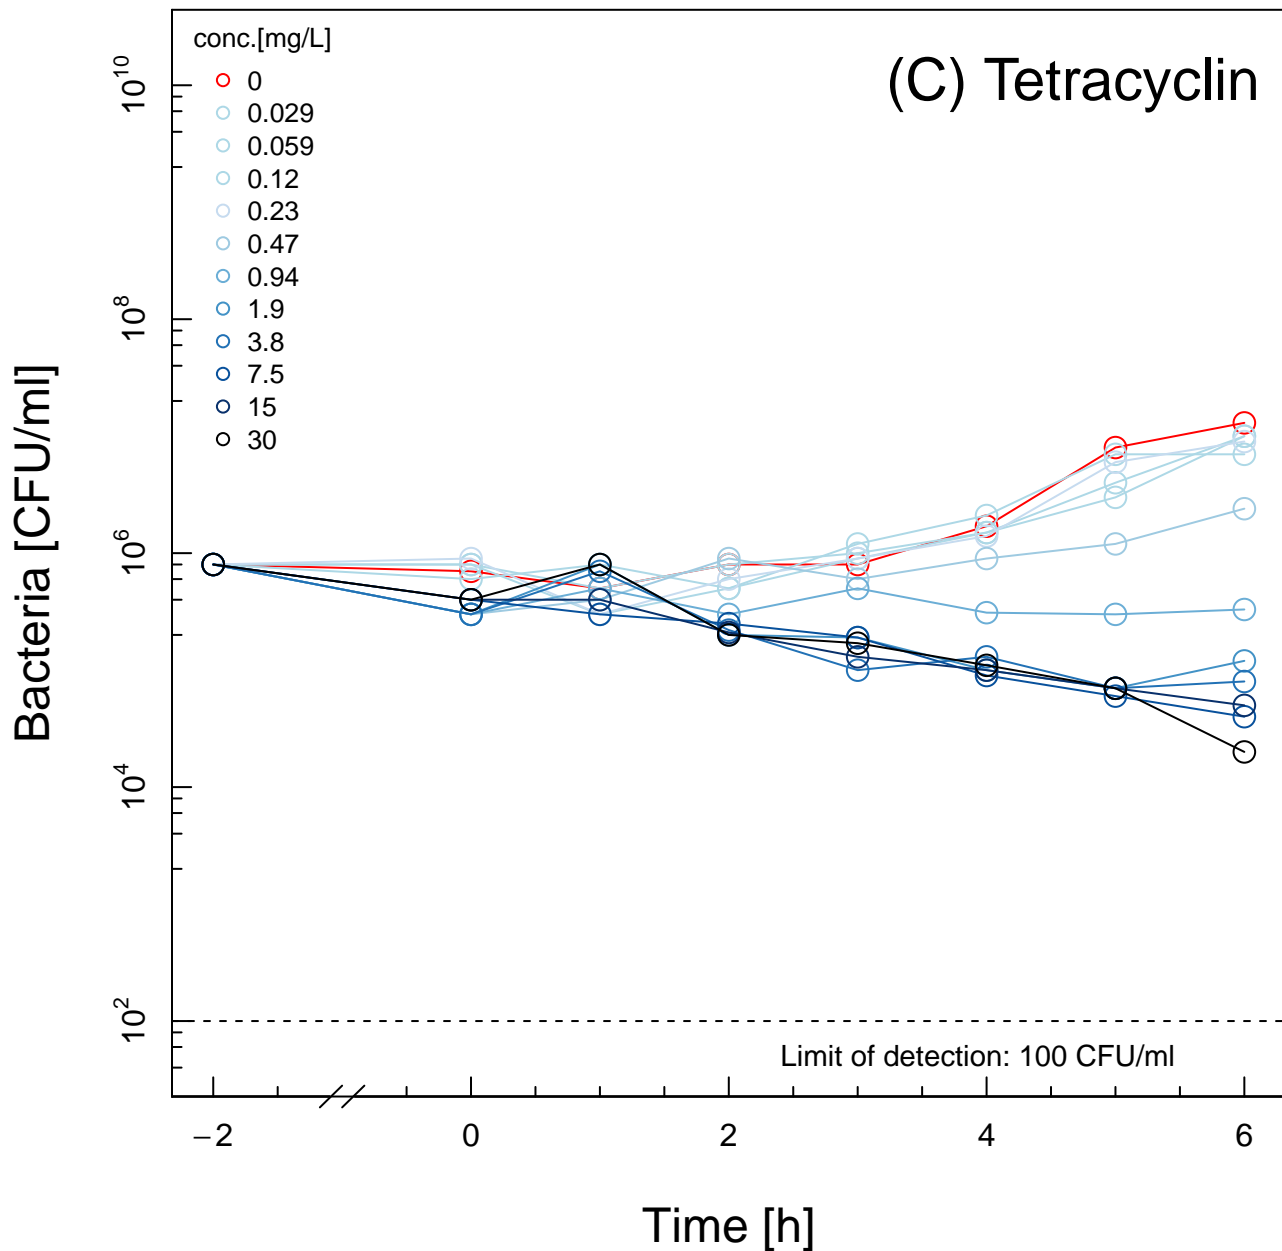 (C) Tetracyclin
conc.[mg/L]
0
0.029
0.059
0.12
0.23
0.47
0.94
1.9
3.8
7.5
15
30
Bacteria [CFU/ml]
10^10
10^8
10^6
10^4
10^2
Limit of detection: 100 CFU/ml
−2 0 2 4 6
Time [h]